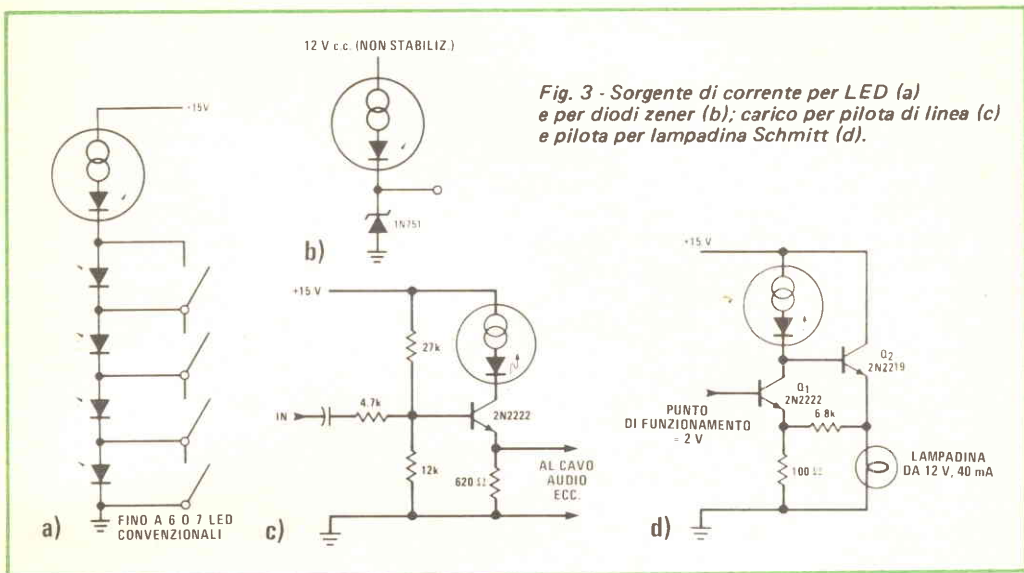 12 V c.c. (NON STABILIZ.)
Fig. 3 - Sorgente di corrente per LED (a)
e per diodi zener (b); carico per pilota di linea (c)
e pilota per lampadina Schmitt (d).
+15V
1N751
b)
+15 V
27k
4.7k
IN
2N2222
12k
620 Ω
AL CAVO
AUDIO
ECC.
c)
a)
FINO A 6 O 7 LED
CONVENZIONALI
+15 V
Q2
2N2219
Q1
2N2222
PUNTO
DI FUNZIONAMENTO
= 2 V
6 8k
100 Ω
LAMPADINA
DA 12 V, 40 mA
d)